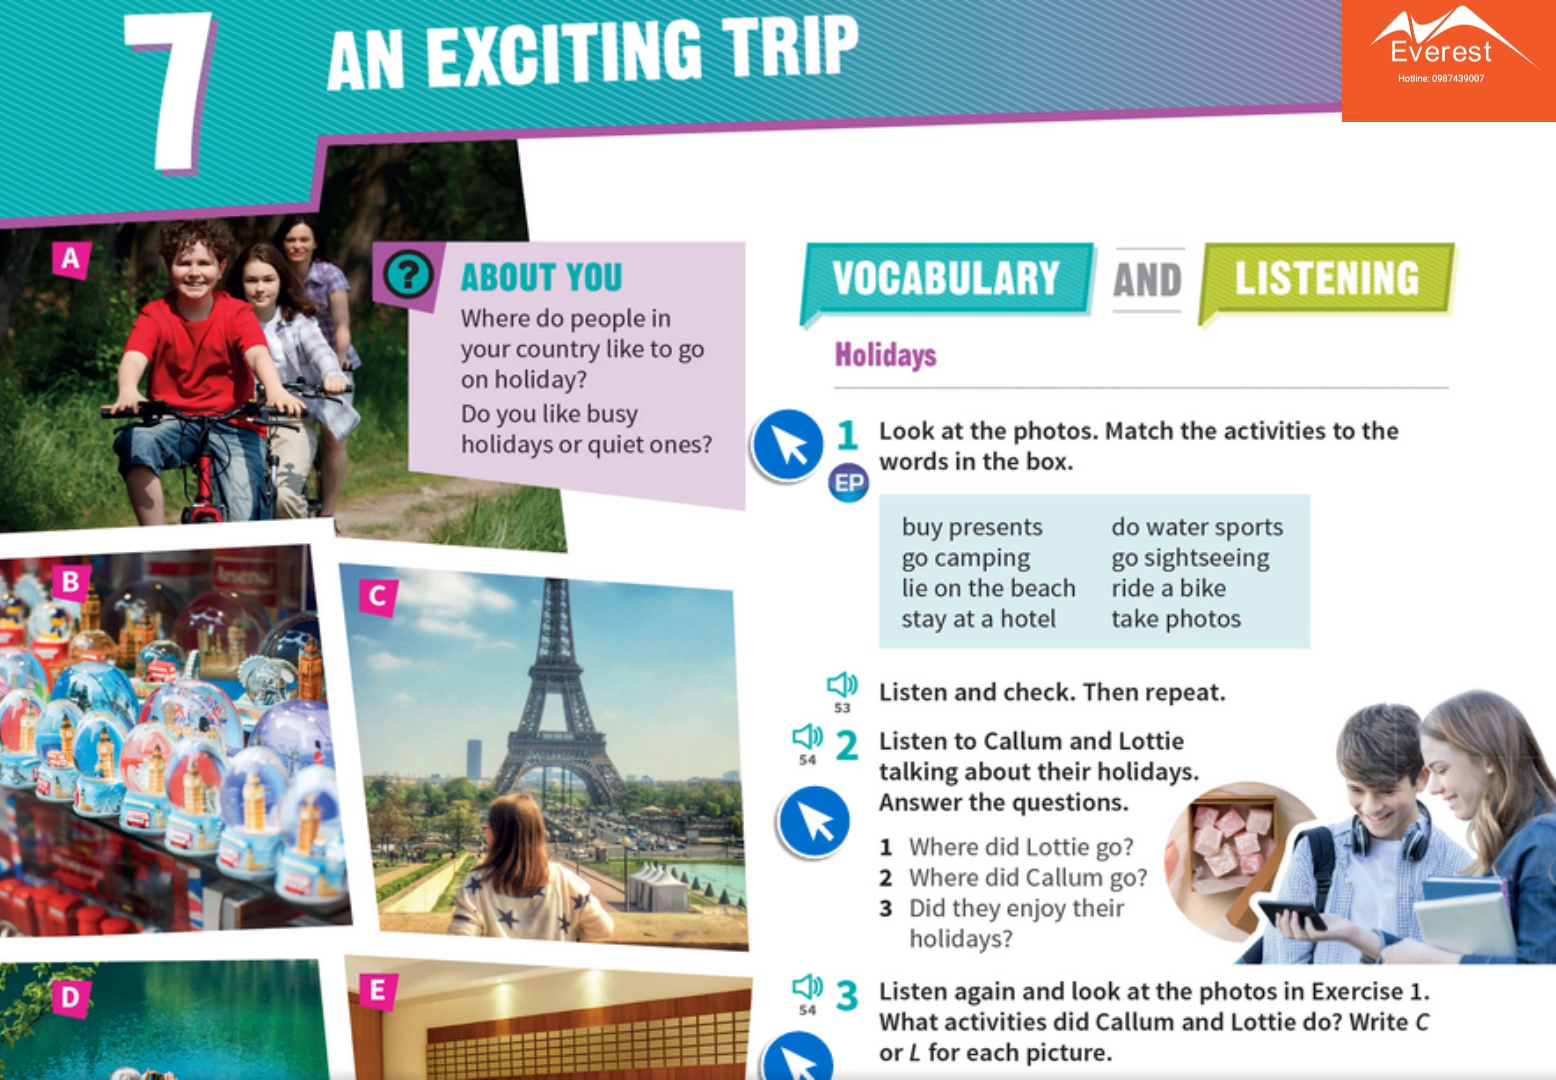 7
AN EXCITING TRIP
Everest
Hotline: 0987439007
A
?
ABOUT YOU
Where do people in
your country like to go
on holiday?
Do you like busy
holidays or quiet ones?
B
Arsenal
C
D
E
VOCABULARY AND LISTENING
Holidays
1 Look at the photos. Match the activities to the
EP words in the box.
buy presents do water sports
go camping go sightseeing
lie on the beach ride a bike
stay at a hotel take photos
53 Listen and check. Then repeat.
54 2 Listen to Callum and Lottie
talking about their holidays.
Answer the questions.
1 Where did Lottie go?
2 Where did Callum go?
3 Did they enjoy their
holidays?
54 3 Listen again and look at the photos in Exercise 1.
What activities did Callum and Lottie do? Write C
or L for each picture.